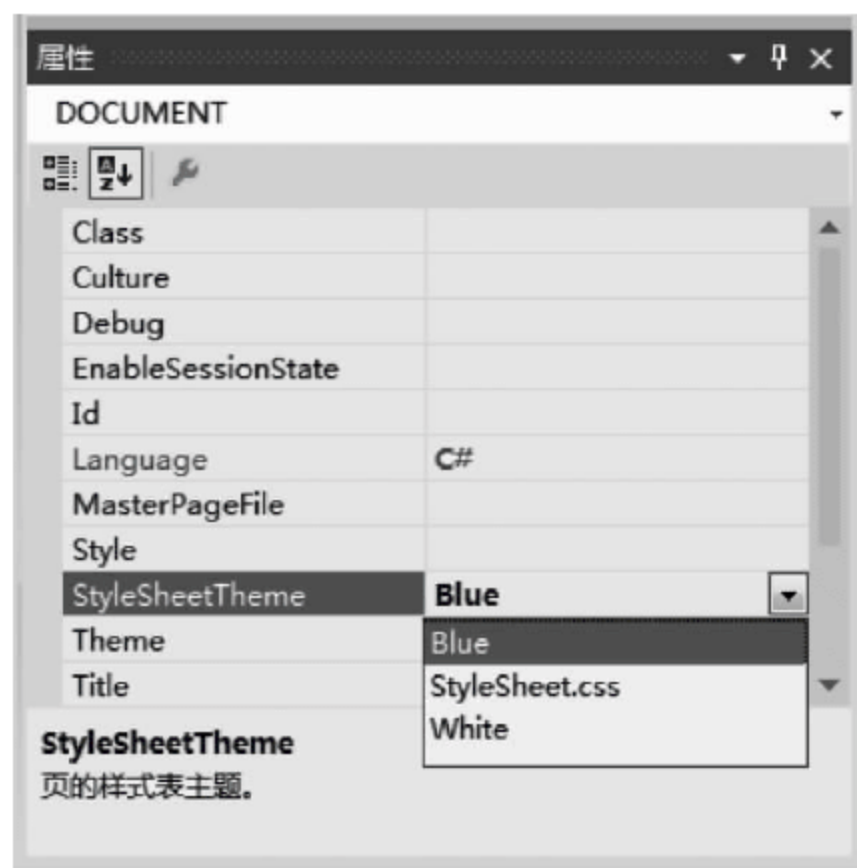 属性
DOCUMENT
Class
Culture
Debug
EnableSessionState
Id
Language C#
MasterPageFile
Style
StyleSheetTheme Blue
Theme Blue
Title StyleSheet.css
White
StyleSheetTheme
页的样式表主题。